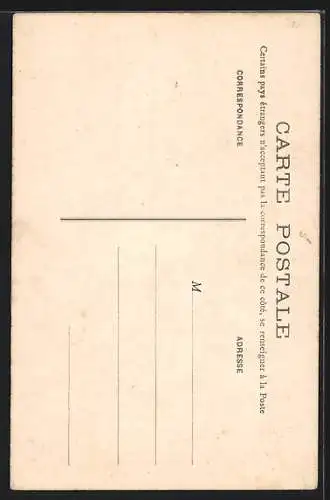 CARTE POSTALE
Certains pays étrangers n'acceptant pas la correspondance de ce côté, se renseigner à la Poste
CORRESPONDANCE
ADRESSE
M